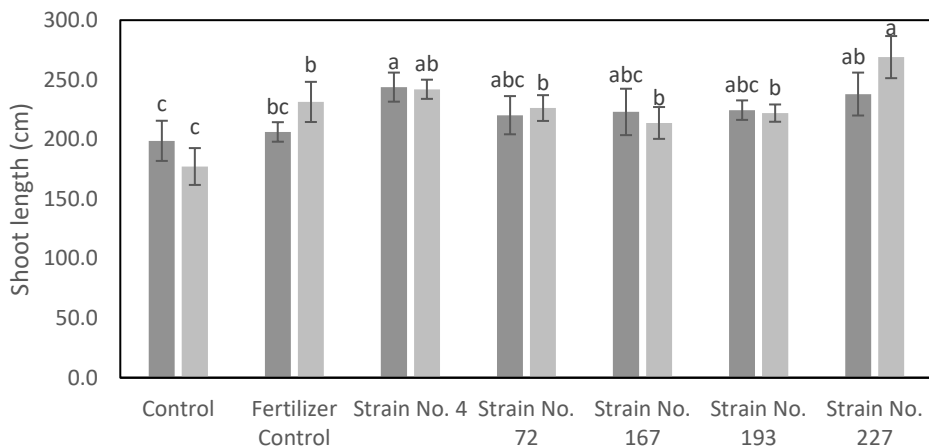 Shoot length (cm)
300.0
250.0
200.0
150.0
100.0
50.0
0.0
c
c
bc
b
a
ab
abc
b
abc
b
abc
b
ab
a
Control
Fertilizer
Control
Strain No. 4
Strain No.
72
Strain No.
167
Strain No.
193
Strain No.
227